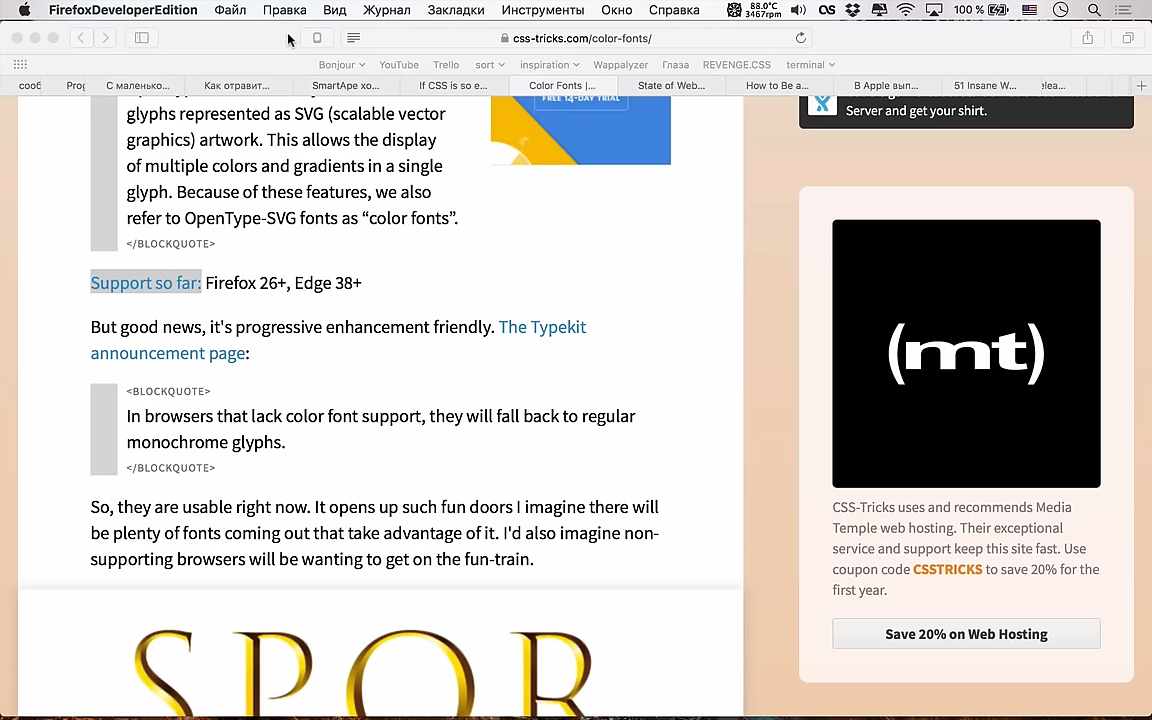 FirefoxDeveloperEdition Файл Правка Вид Журнал Закладки Инструменты Окно Справка 88.0°C 3467rpm 100 %
css-tricks.com/color-fonts/
Bonjour YouTube Trello sort inspiration Wappalyzer Глаза REVENGE.CSS terminal
сооб Proj С маленько... Как отравит... SmartApe хо... If CSS is so e... Color Fonts |... State of Web... How to Be a... В Apple вып... 51 Insane W... elea...
glyphs represented as SVG (scalable vector
graphics) artwork. This allows the display
of multiple colors and gradients in a single
glyph. Because of these features, we also
refer to OpenType-SVG fonts as “color fonts”.
</BLOCKQUOTE>
FREE 14-DAY TRIAL
Support so far: Firefox 26+, Edge 38+
But good news, it's progressive enhancement friendly. The Typekit
announcement page:
<BLOCKQUOTE>
In browsers that lack color font support, they will fall back to regular
monochrome glyphs.
</BLOCKQUOTE>
So, they are usable right now. It opens up such fun doors I imagine there will
be plenty of fonts coming out that take advantage of it. I'd also imagine non-
supporting browsers will be wanting to get on the fun-train.
SPQR
Server and get your shirt.
(mt)
CSS-Tricks uses and recommends Media
Temple web hosting. Their exceptional
service and support keep this site fast. Use
coupon code CSSTRICKS to save 20% for the
first year.
Save 20% on Web Hosting